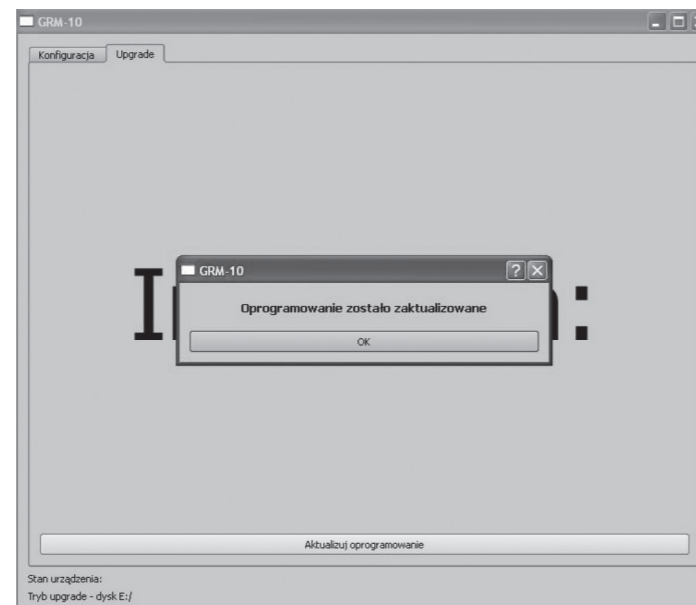 GRM-10
Konfiguracja Upgrade
GRM-10
Oprogramowanie zostało zaktualizowane
OK
Aktualizuj oprogramowanie
Stan urządzenia:
Tryb upgrade - dysk E:/